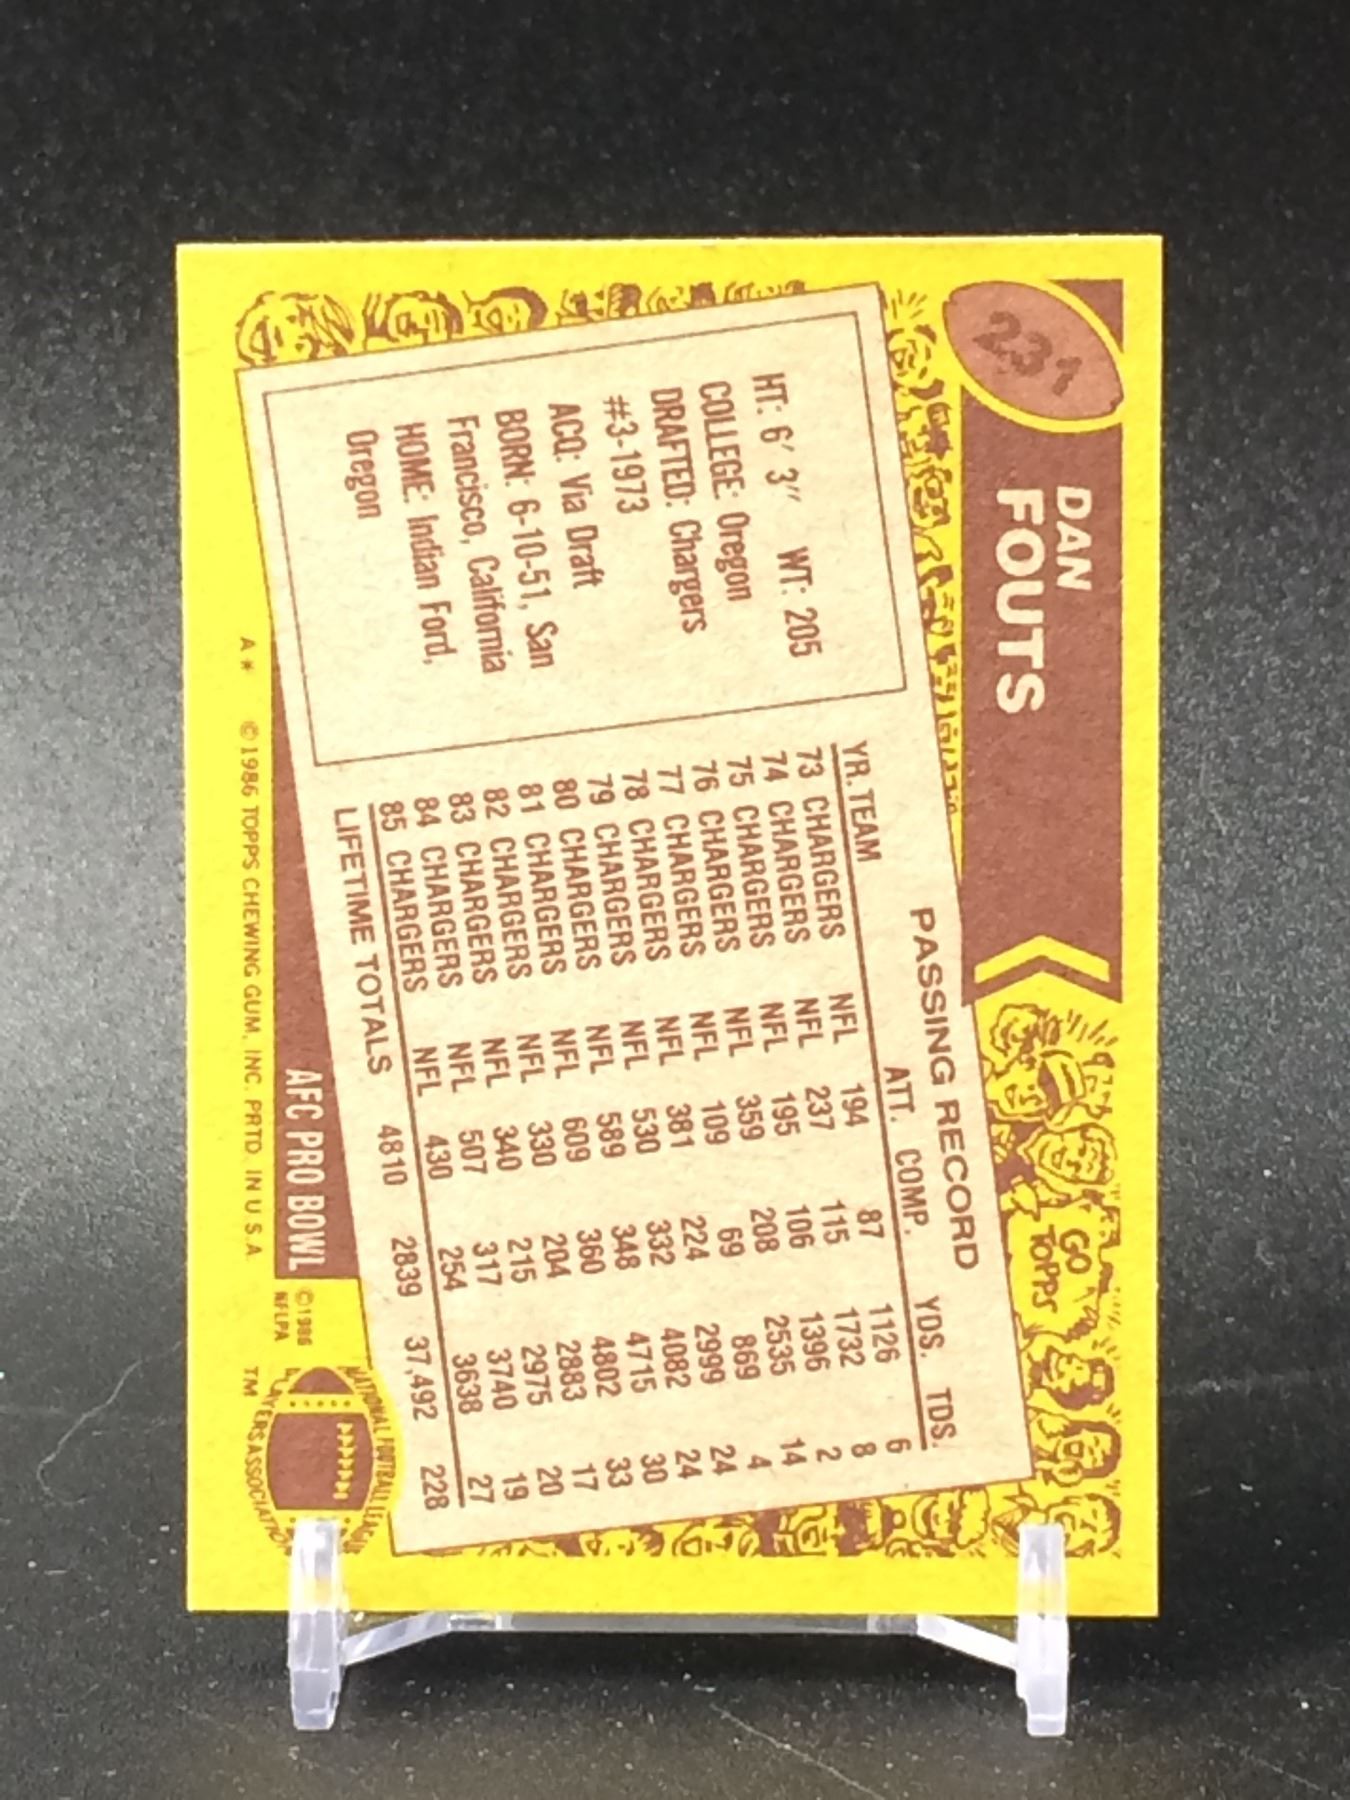 231
DAN
FOUTS
GO
TOPPS
HT: 6' 3" WT: 205
COLLEGE: Oregon
DRAFTED: Chargers
#3-1973
ACQ: Via Draft
BORN: 6-10-51, San
Francisco, California
HOME: Indian Ford,
Oregon
PASSING RECORD
YR. TEAM ATT. COMP. YDS. TDS.
73 CHARGERS NFL 194 87 1126 6
74 CHARGERS NFL 237 115 1732 8
75 CHARGERS NFL 195 106 1396 2
76 CHARGERS NFL 359 208 2535 14
77 CHARGERS NFL 109 69 869 4
78 CHARGERS NFL 381 224 2999 24
79 CHARGERS NFL 530 332 4082 24
80 CHARGERS NFL 589 348 4715 30
81 CHARGERS NFL 609 360 4802 33
82 CHARGERS NFL 330 204 2883 17
83 CHARGERS NFL 340 215 2975 20
84 CHARGERS NFL 507 317 3740 19
85 CHARGERS NFL 430 254 3638 27
LIFETIME TOTALS 4810 2839 37,492 228
AFC PRO BOWL
©1986
NFLPA
NATIONAL FOOTBALL LEAGUE
TM
A* ©1986 TOPPS CHEWING GUM, INC. PRTD. IN U.S.A.